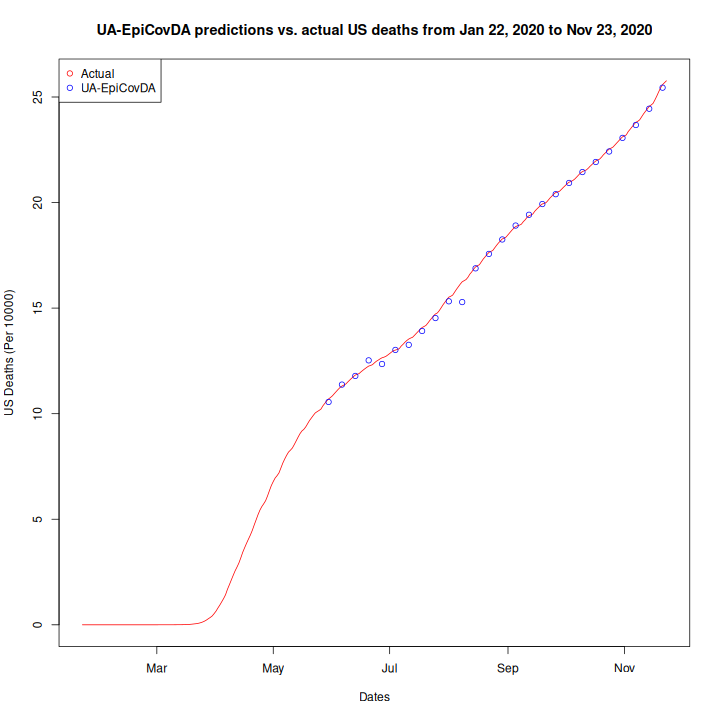 UA-EpiCovDA predictions vs. actual US deaths from Jan 22, 2020 to Nov 23, 2020
Actual
UA-EpiCovDA
25
20
15
10
5
0
US Deaths (Per 10000)
Mar May Jul Sep Nov
Dates